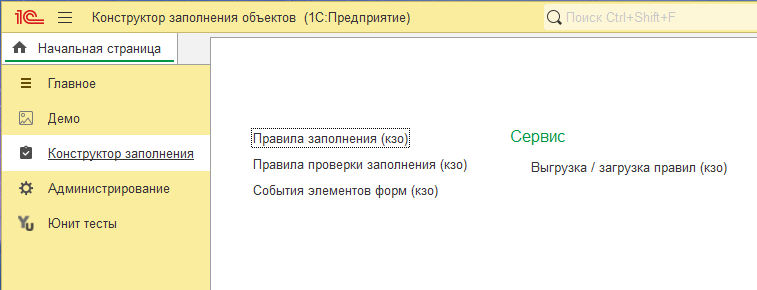 1С Конструктор заполнения объектов (1С:Предприятие) Поиск Ctrl+Shift+F
Начальная страница
Главное
Демо
Конструктор заполнения
Администрирование
Юнит тесты
Правила заполнения (кзо)
Правила проверки заполнения (кзо)
События элементов форм (кзо)
Сервис
Выгрузка / загрузка правил (кзо)